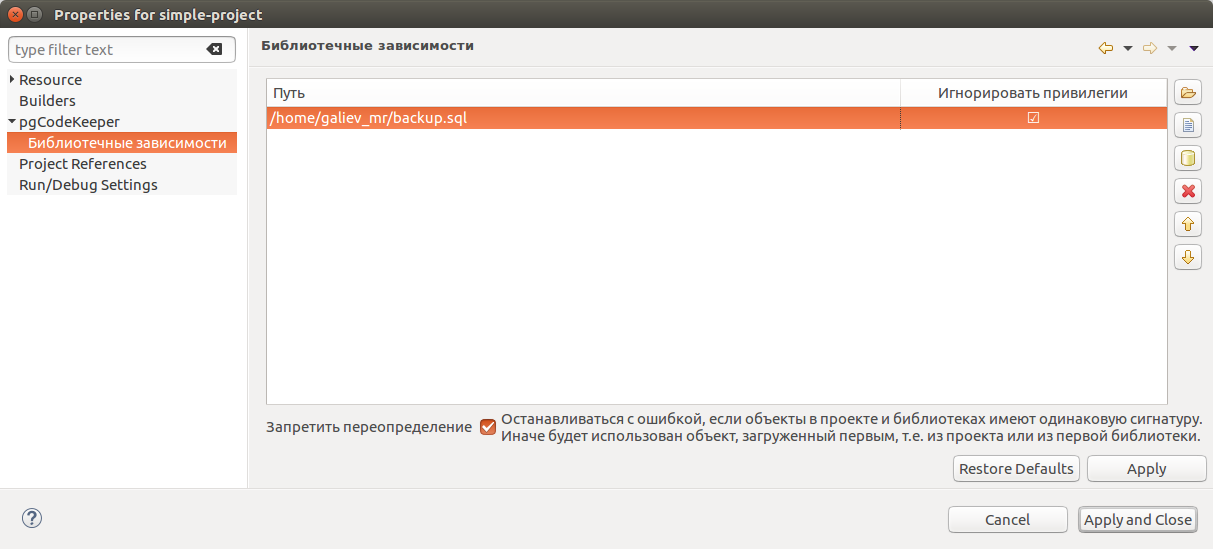 Properties for simple-project
type filter text
Resource
Builders
pgCodeKeeper
Библиотечные зависимости
Project References
Run/Debug Settings
Библиотечные зависимости
Путь Игнорировать привилегии
/home/galiev_mr/backup.sql
Запретить переопределение
Останавливаться с ошибкой, если объекты в проекте и библиотеках имеют одинаковую сигнатуру.
Иначе будет использован объект, загруженный первым, т.е. из проекта или из первой библиотеки.
Restore Defaults Apply
Cancel Apply and Close